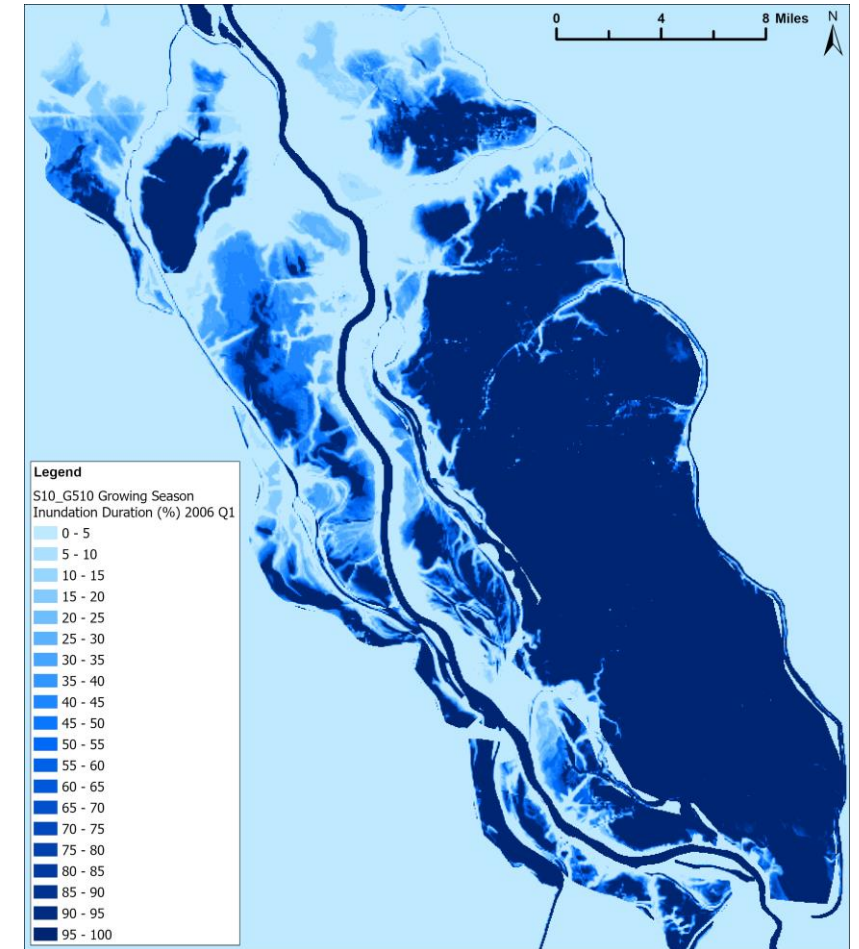 0 4 8 Miles N
Legend
S10_G510 Growing Season
Inundation Duration (%) 2006 Q1
0 - 5
5 - 10
10 - 15
15 - 20
20 - 25
25 - 30
30 - 35
35 - 40
40 - 45
45 - 50
50 - 55
55 - 60
60 - 65
65 - 70
70 - 75
75 - 80
80 - 85
85 - 90
90 - 95
95 - 100